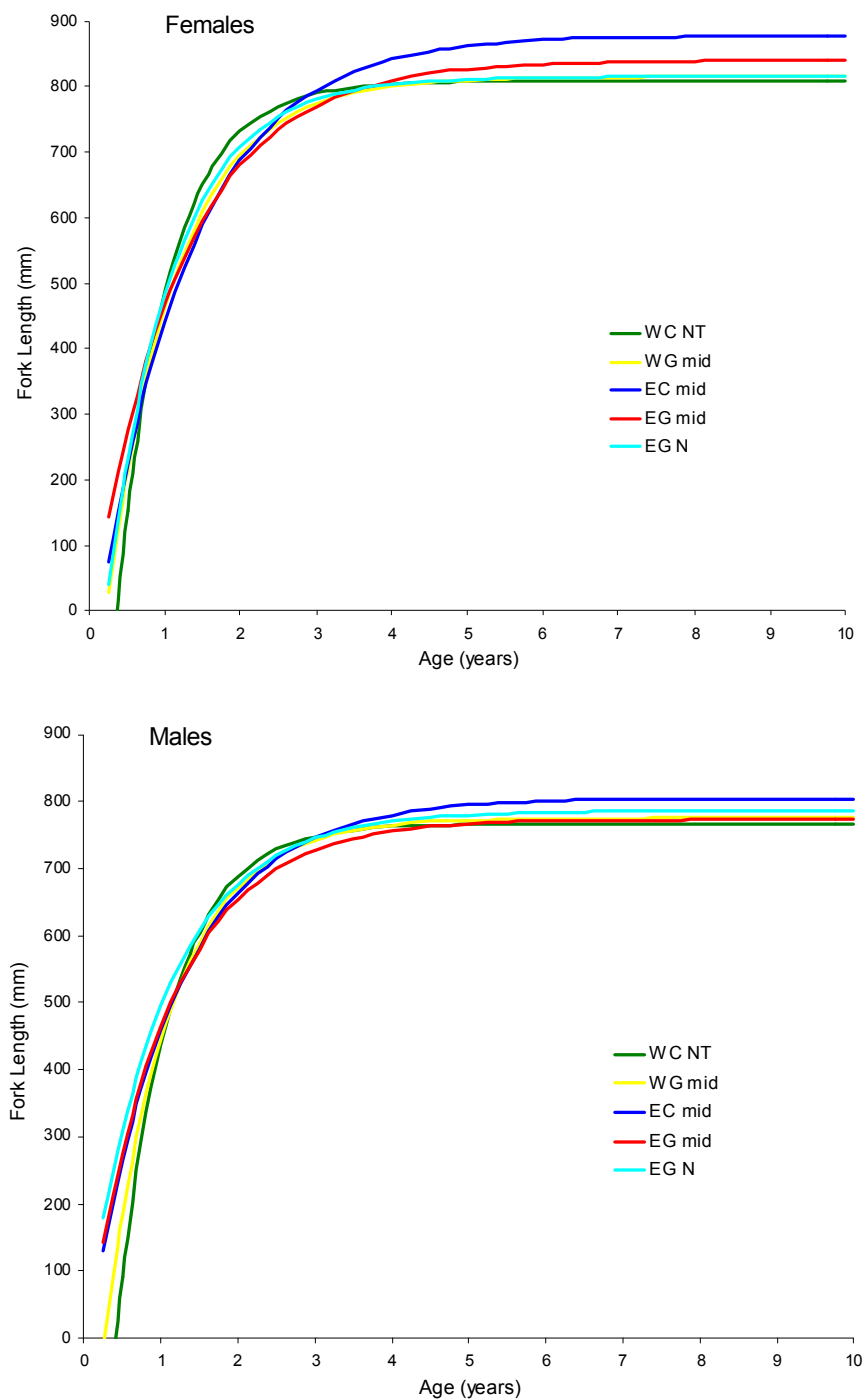 Females
900
800
700
600
500
400
300
200
100
0
Fork Length (mm)
WC NT
WG mid
EC mid
EG mid
EG N
0 1 2 3 4 5 6 7 8 9 10
Age (years)
Males
900
800
700
600
500
400
300
200
100
0
Fork Length (mm)
WC NT
WG mid
EC mid
EG mid
EG N
0 1 2 3 4 5 6 7 8 9 10
Age (years)